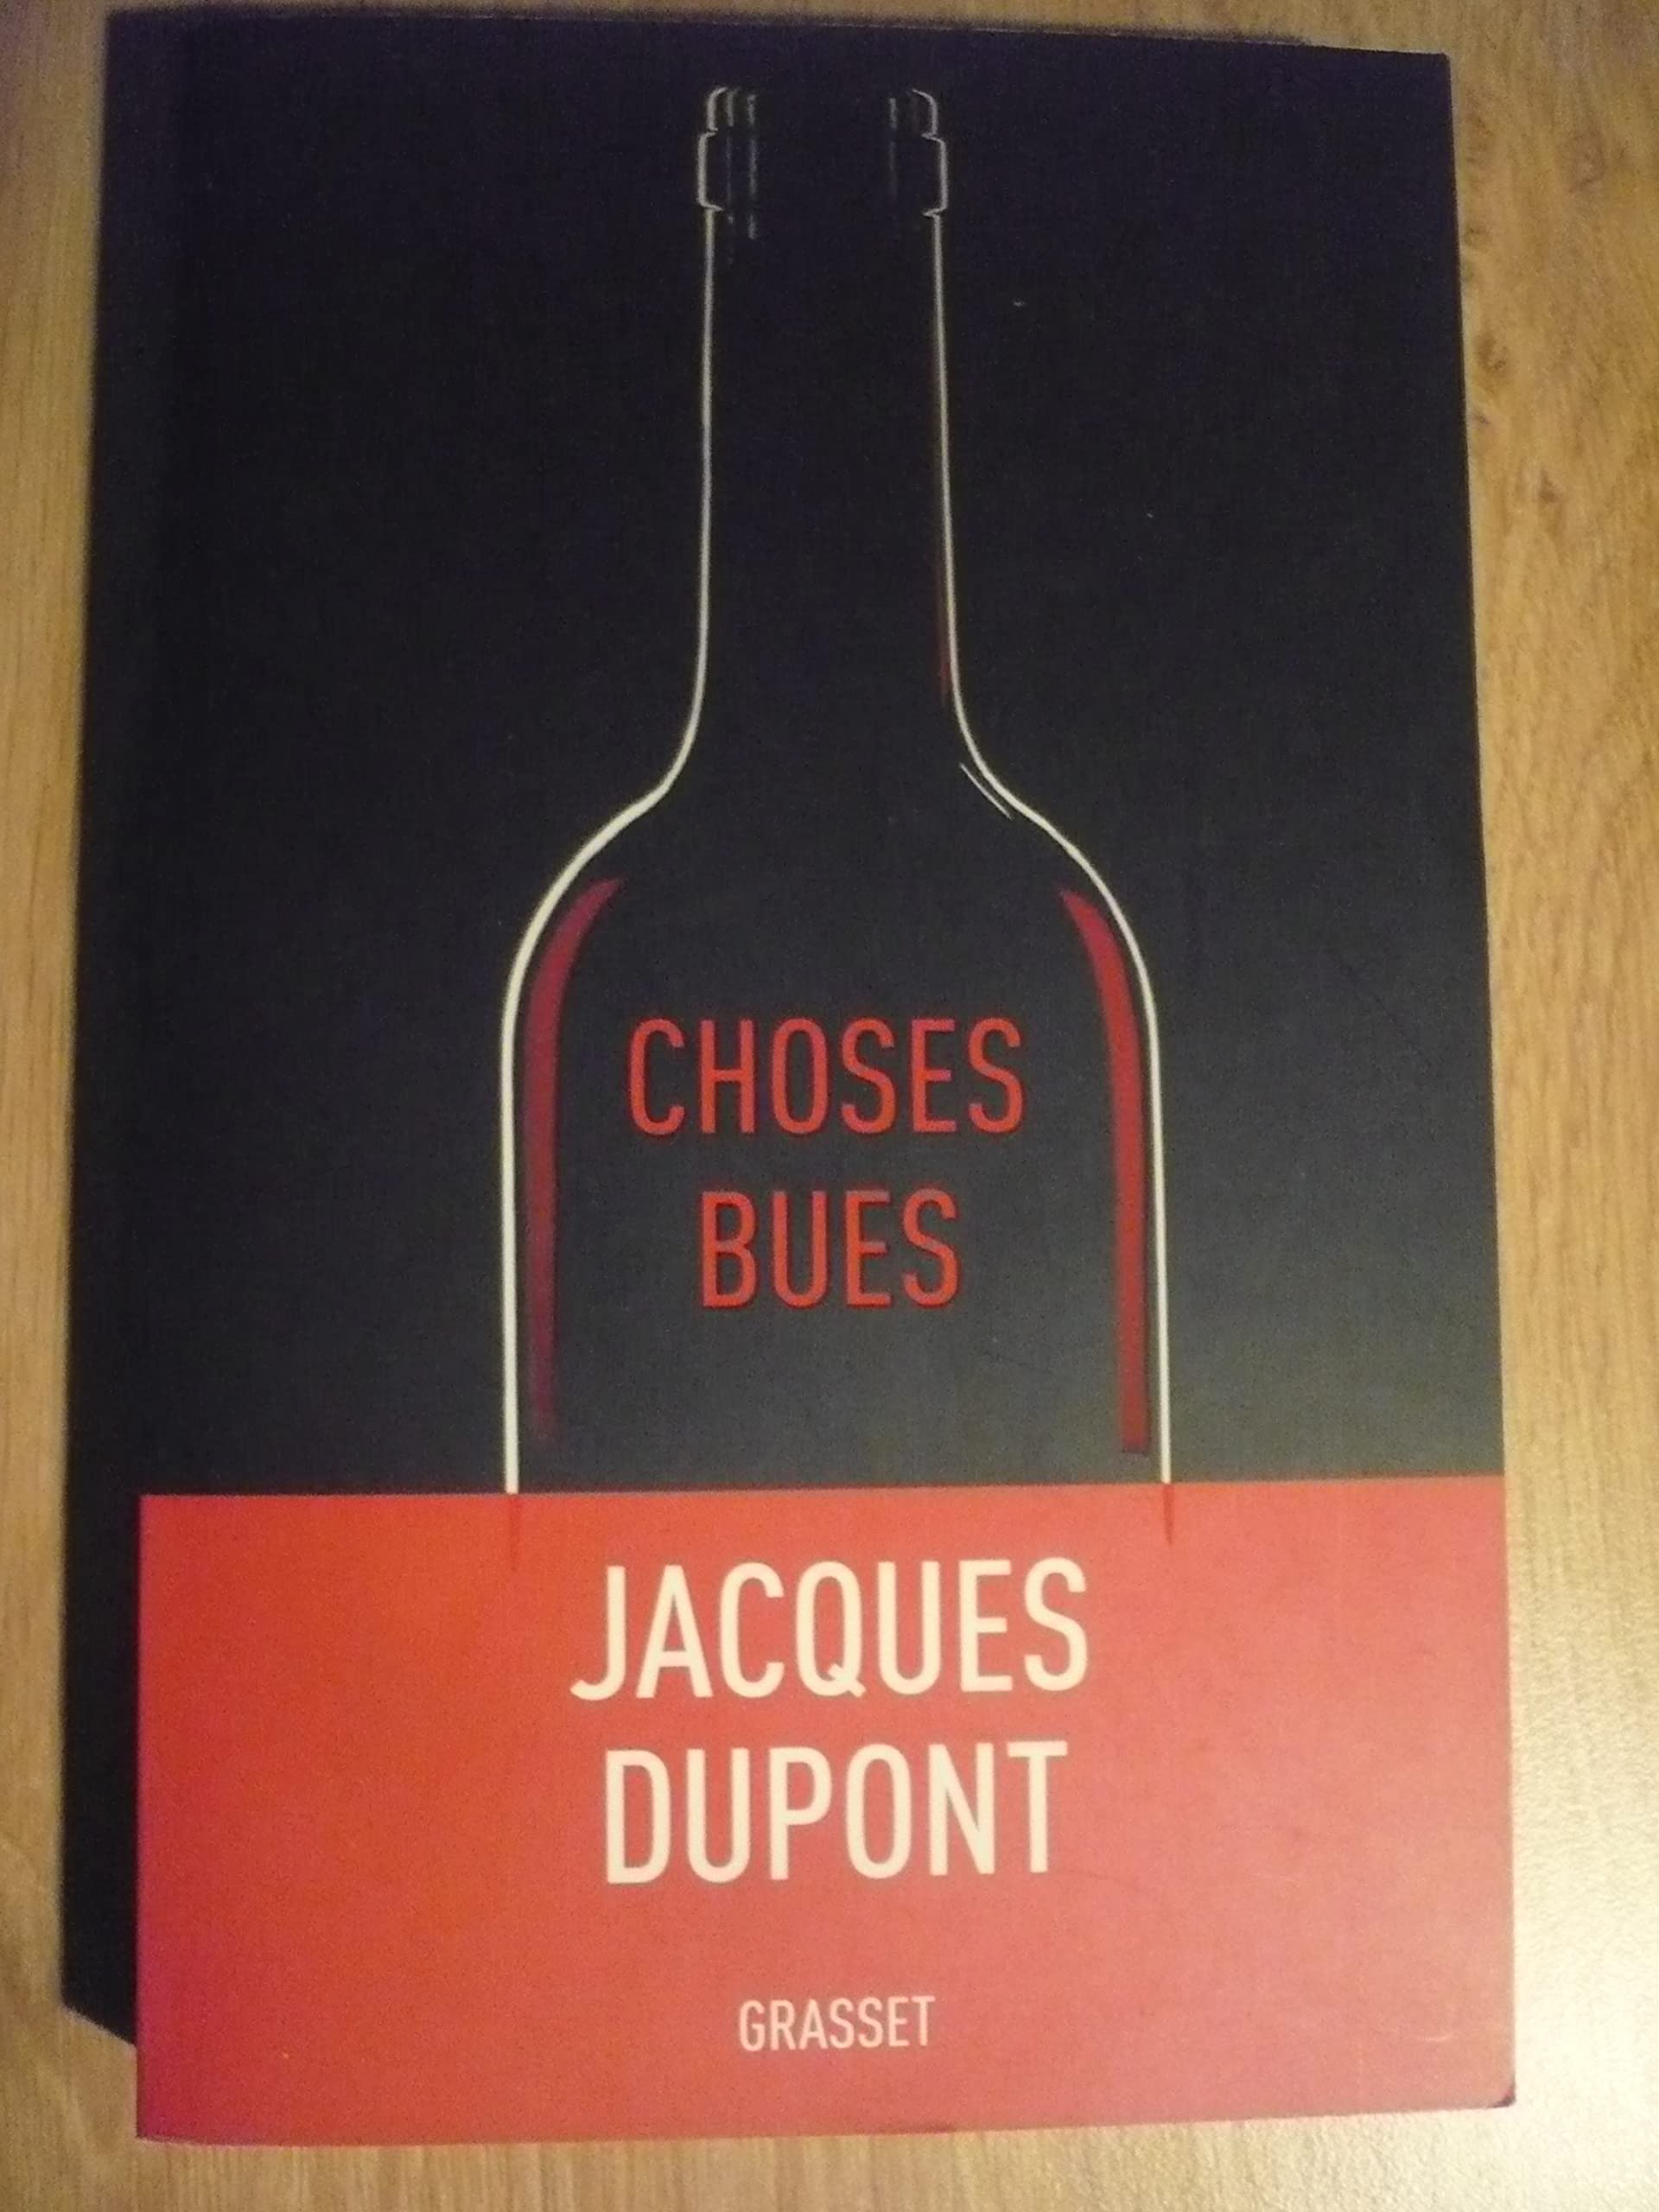 CHOSES
BUES
JACQUES
DUPONT
GRASSET